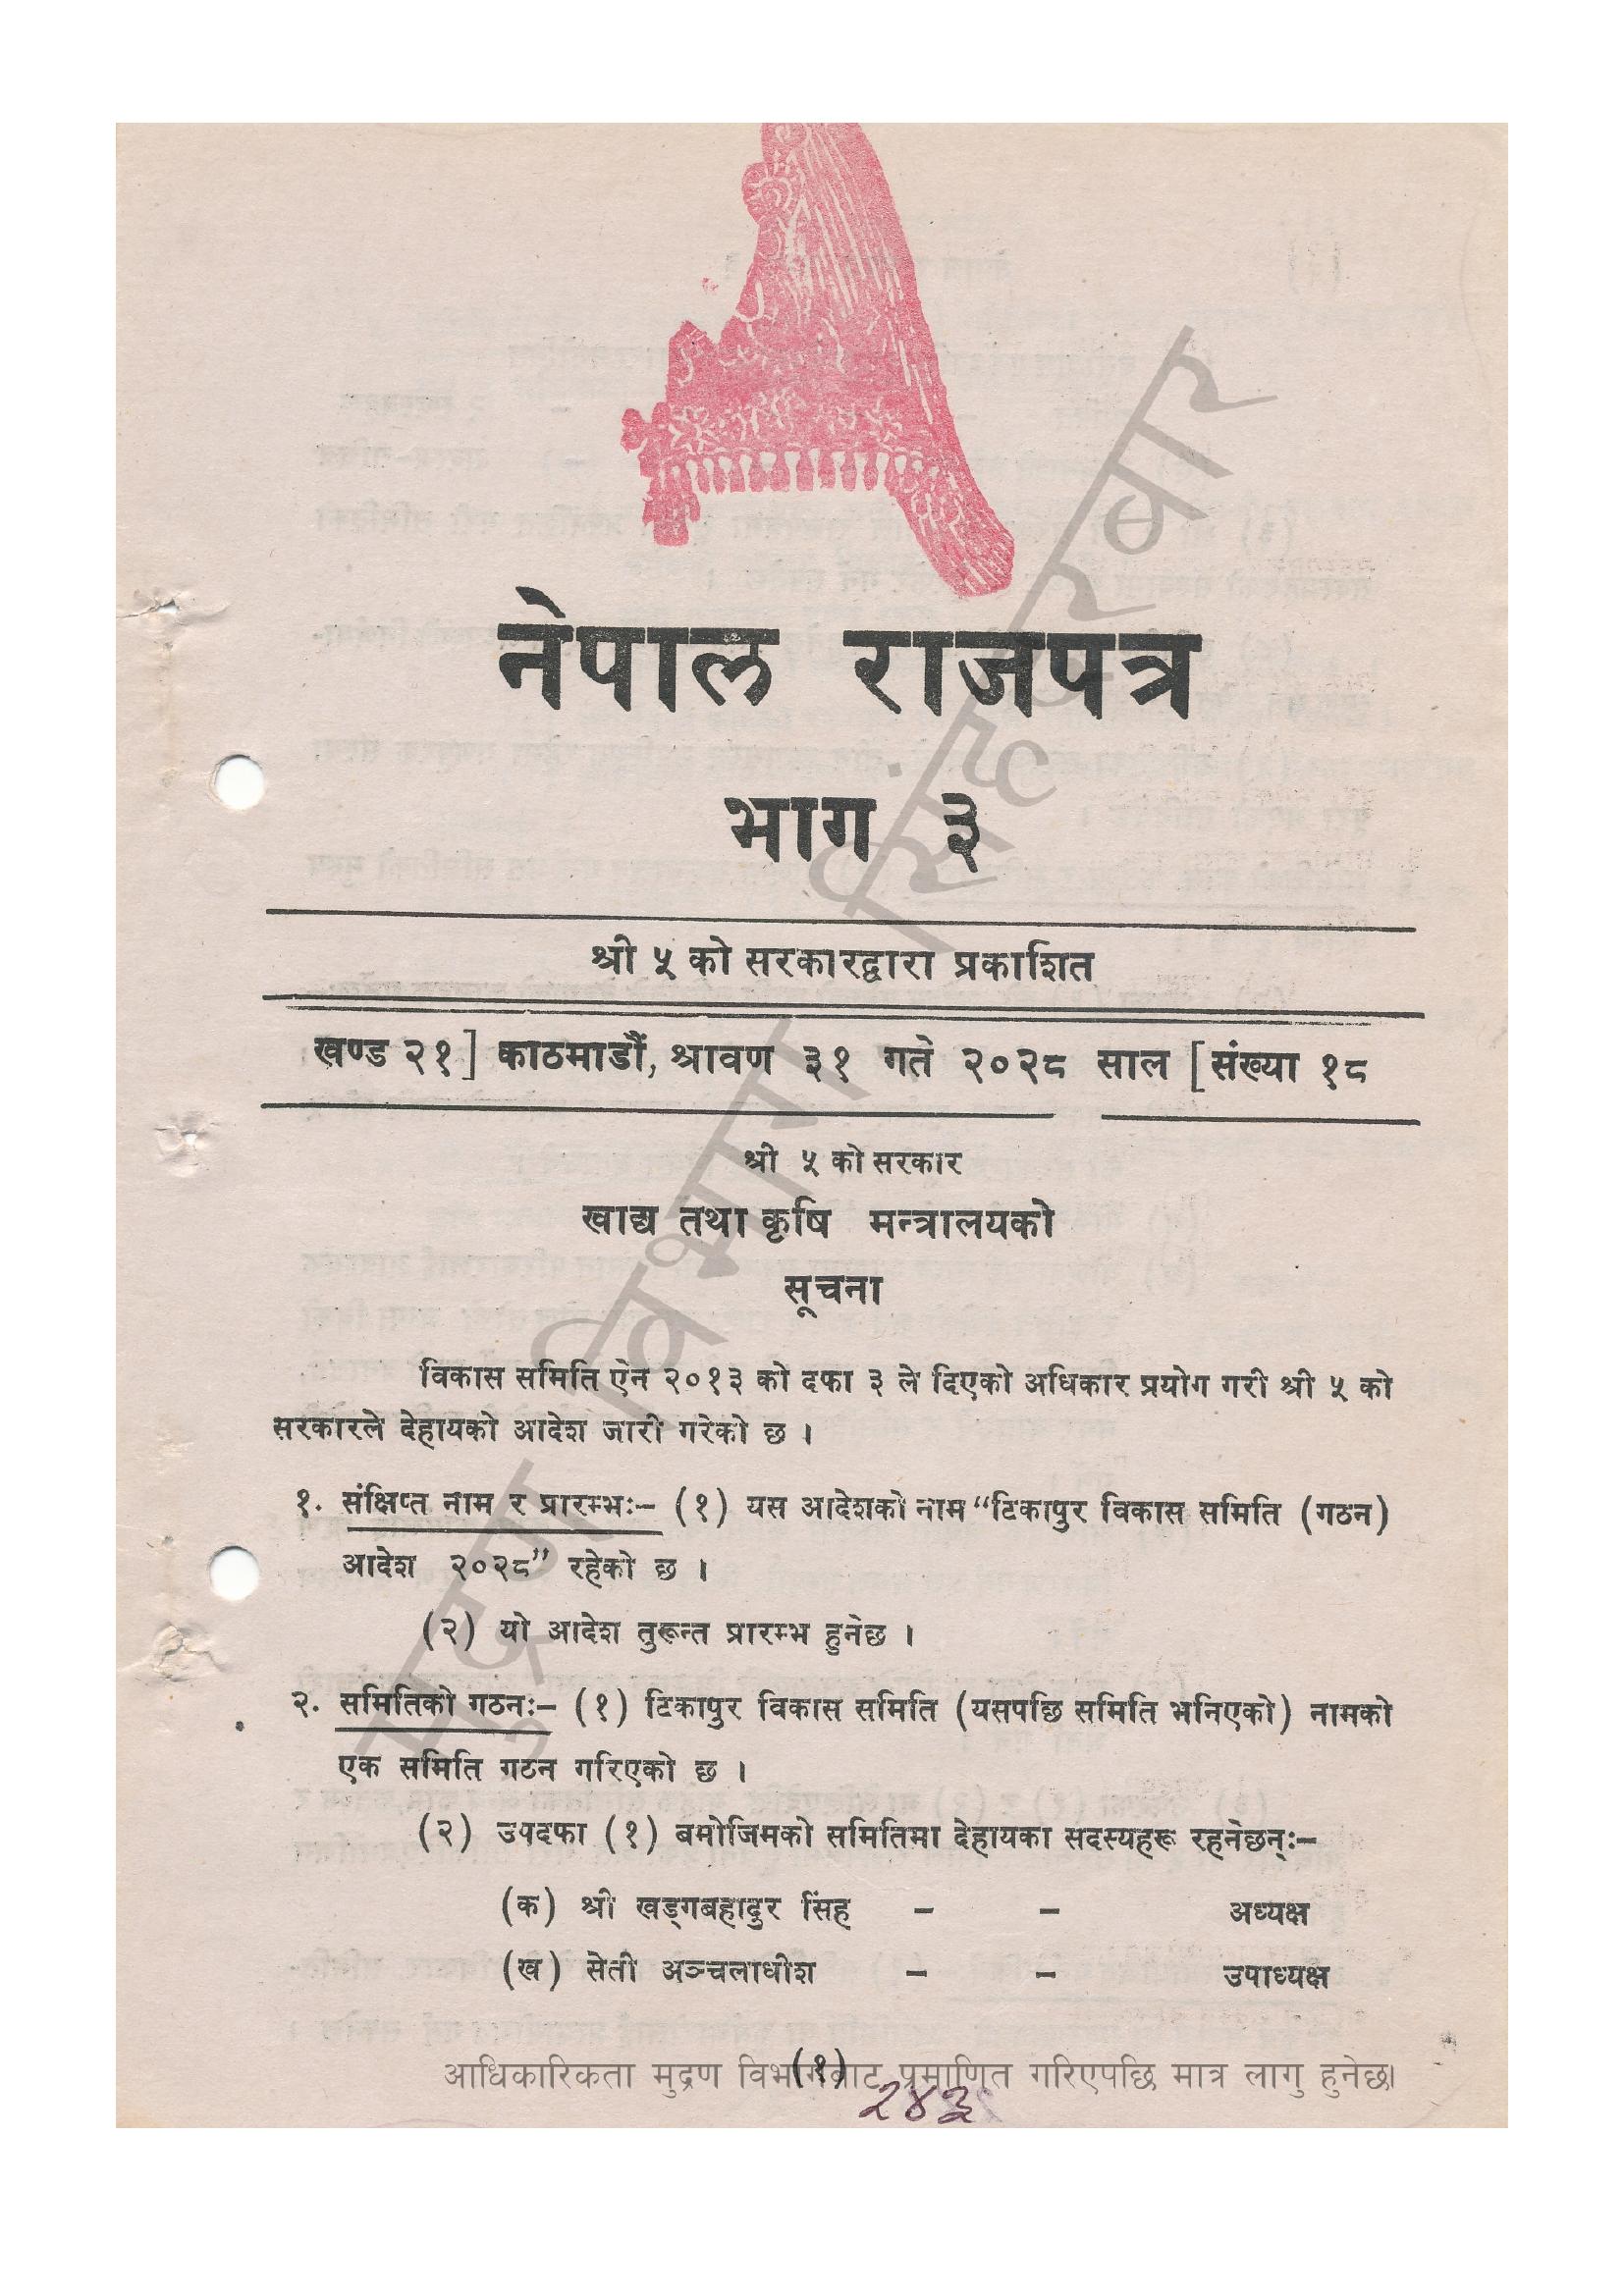 नेपाल राजपत्र
भाग ३
श्री ५ को सरकारद्वारा प्रकाशित
खण्ड २१] काठमाडौं, श्रावण ३१ गते २०२८ साल [संख्या १८
श्री ५ को सरकार
खाद्य तथा कृषि मन्त्रालयको
सूचना
विकास समिति ऐन २०१३ को दफा ३ ले दिएको अधिकार प्रयोग गरी श्री ५ को
सरकारले देहायको आदेश जारी गरेको छ ।
१. संक्षिप्त नाम र प्रारम्भः– (१) यस आदेशको नाम “टिकापुर विकास समिति (गठन)
आदेश २०२८” रहेको छ ।
(२) यो आदेश तुरून्त प्रारम्भ हुनेछ ।
२. समितिको गठनः– (१) टिकापुर विकास समिति (यसपछि समिति भनिएको) नामको
एक समिति गठन गरिएको छ ।
(२) उपदफा (१) बमोजिमको समितिमा देहायका सदस्यहरू रहनेछन्ः–
(क) श्री खड्गबहादुर सिंह – – अध्यक्ष
(ख) सेती अञ्चलाधीश – – उपाध्यक्ष
(१)
आधिकारिकता मुद्रण विभागबाट प्रमाणित गरिएपछि मात्र लागु हुनेछ।
२४३
मुद्रण विभाग, सिंहदरवार